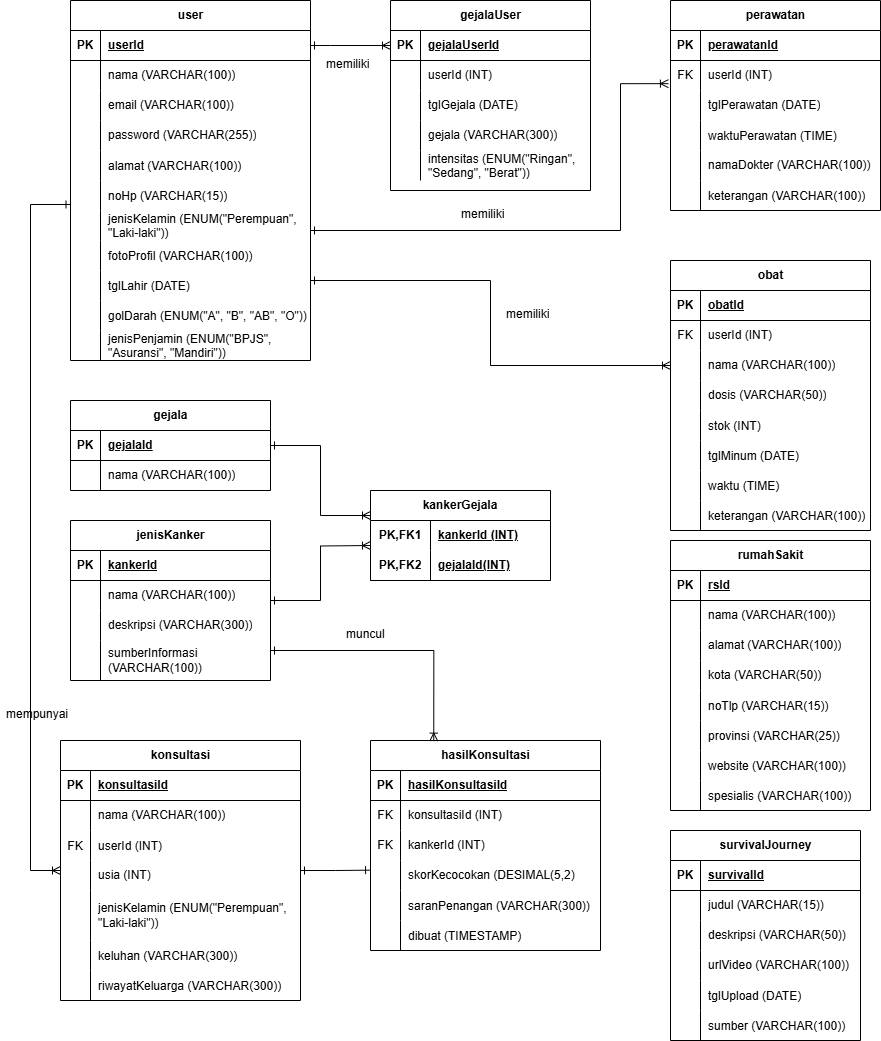 user
PK userId
nama (VARCHAR(100))
email (VARCHAR(100))
password (VARCHAR(255))
alamat (VARCHAR(100))
noHp (VARCHAR(15))
jenisKelamin (ENUM("Perempuan",
"Laki-laki"))
fotoProfil (VARCHAR(100))
tglLahir (DATE)
golDarah (ENUM("A", "B", "AB", "O"))
jenisPenjamin (ENUM("BPJS",
"Asuransi", "Mandiri"))
memiliki
gejalaUser
PK gejalaUserId
userId (INT)
tglGejala (DATE)
gejala (VARCHAR(300))
intensitas (ENUM("Ringan",
"Sedang", "Berat"))
memiliki
perawatan
PK perawatanId
FK userId (INT)
tglPerawatan (DATE)
waktuPerawatan (TIME)
namaDokter (VARCHAR(100))
keterangan (VARCHAR(100))
memiliki
obat
PK obatId
FK userId (INT)
nama (VARCHAR(100))
dosis (VARCHAR(50))
stok (INT)
tglMinum (DATE)
waktu (TIME)
keterangan (VARCHAR(100))
gejala
PK gejalaId
nama (VARCHAR(100))
kankerGejala
PK,FK1 kankerId (INT)
PK,FK2 gejalaId(INT)
jenisKanker
PK kankerId
nama (VARCHAR(100))
deskripsi (VARCHAR(300))
sumberInformasi
(VARCHAR(100))
muncul
mempunyai
rumahSakit
PK rsId
nama (VARCHAR(100))
alamat (VARCHAR(100))
kota (VARCHAR(50))
noTlp (VARCHAR(15))
provinsi (VARCHAR(25))
website (VARCHAR(100))
spesialis (VARCHAR(100))
konsultasi
PK konsultasiId
nama (VARCHAR(100))
FK userId (INT)
usia (INT)
jenisKelamin (ENUM("Perempuan",
"Laki-laki"))
keluhan (VARCHAR(300))
riwayatKeluarga (VARCHAR(300))
hasilKonsultasi
PK hasilKonsultasiId
FK konsultasiId (INT)
FK kankerId (INT)
skorKecocokan (DESIMAL(5,2)
saranPenangan (VARCHAR(300))
dibuat (TIMESTAMP)
survivalJourney
PK survivalId
judul (VARCHAR(15))
deskripsi (VARCHAR(50))
urlVideo (VARCHAR(100))
tglUpload (DATE)
sumber (VARCHAR(100))